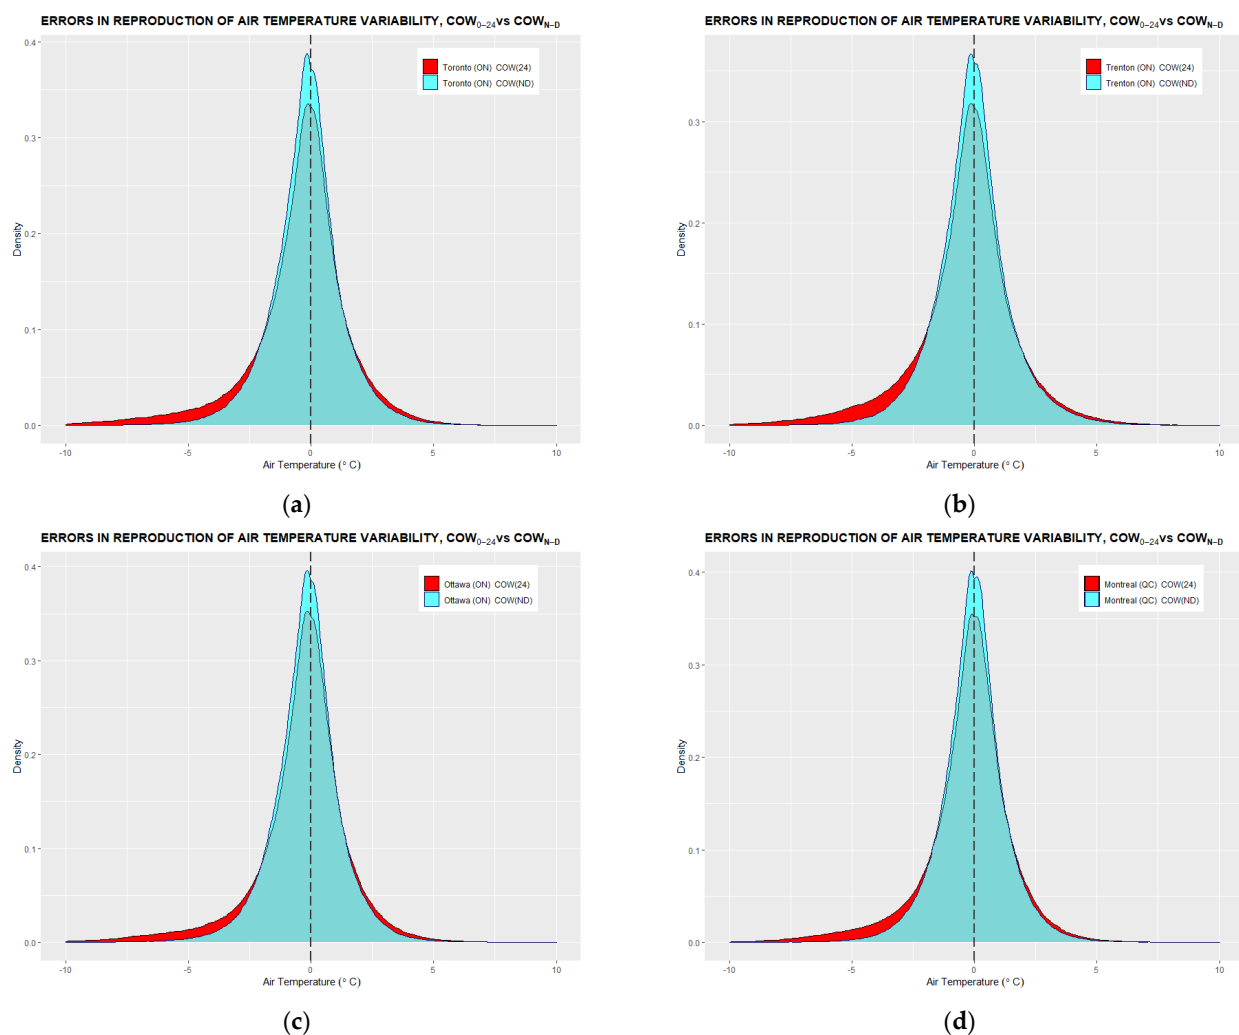 ERRORS IN REPRODUCTION OF AIR TEMPERATURE VARIABILITY, COW0–24vs COWN–D
Toronto (ON) COW(24)
Toronto (ON) COW(ND)
Density
0.4
0.3
0.2
0.1
0.0
-10 -5 0 5 10
Air Temperature (° C)
(a)
ERRORS IN REPRODUCTION OF AIR TEMPERATURE VARIABILITY, COW0–24vs COWN–D
Trenton (ON) COW(24)
Trenton (ON) COW(ND)
Density
0.3
0.2
0.1
0.0
-10 -5 0 5 10
Air Temperature (° C)
(b)
ERRORS IN REPRODUCTION OF AIR TEMPERATURE VARIABILITY, COW0–24vs COWN–D
Ottawa (ON) COW(24)
Ottawa (ON) COW(ND)
Density
0.4
0.3
0.2
0.1
0.0
-10 -5 0 5 10
Air Temperature (° C)
(c)
ERRORS IN REPRODUCTION OF AIR TEMPERATURE VARIABILITY, COW0–24vs COWN–D
Montreal (QC) COW(24)
Montreal (QC) COW(ND)
Density
0.4
0.3
0.2
0.1
0.0
-10 -5 0 5 10
Air Temperature (° C)
(d)